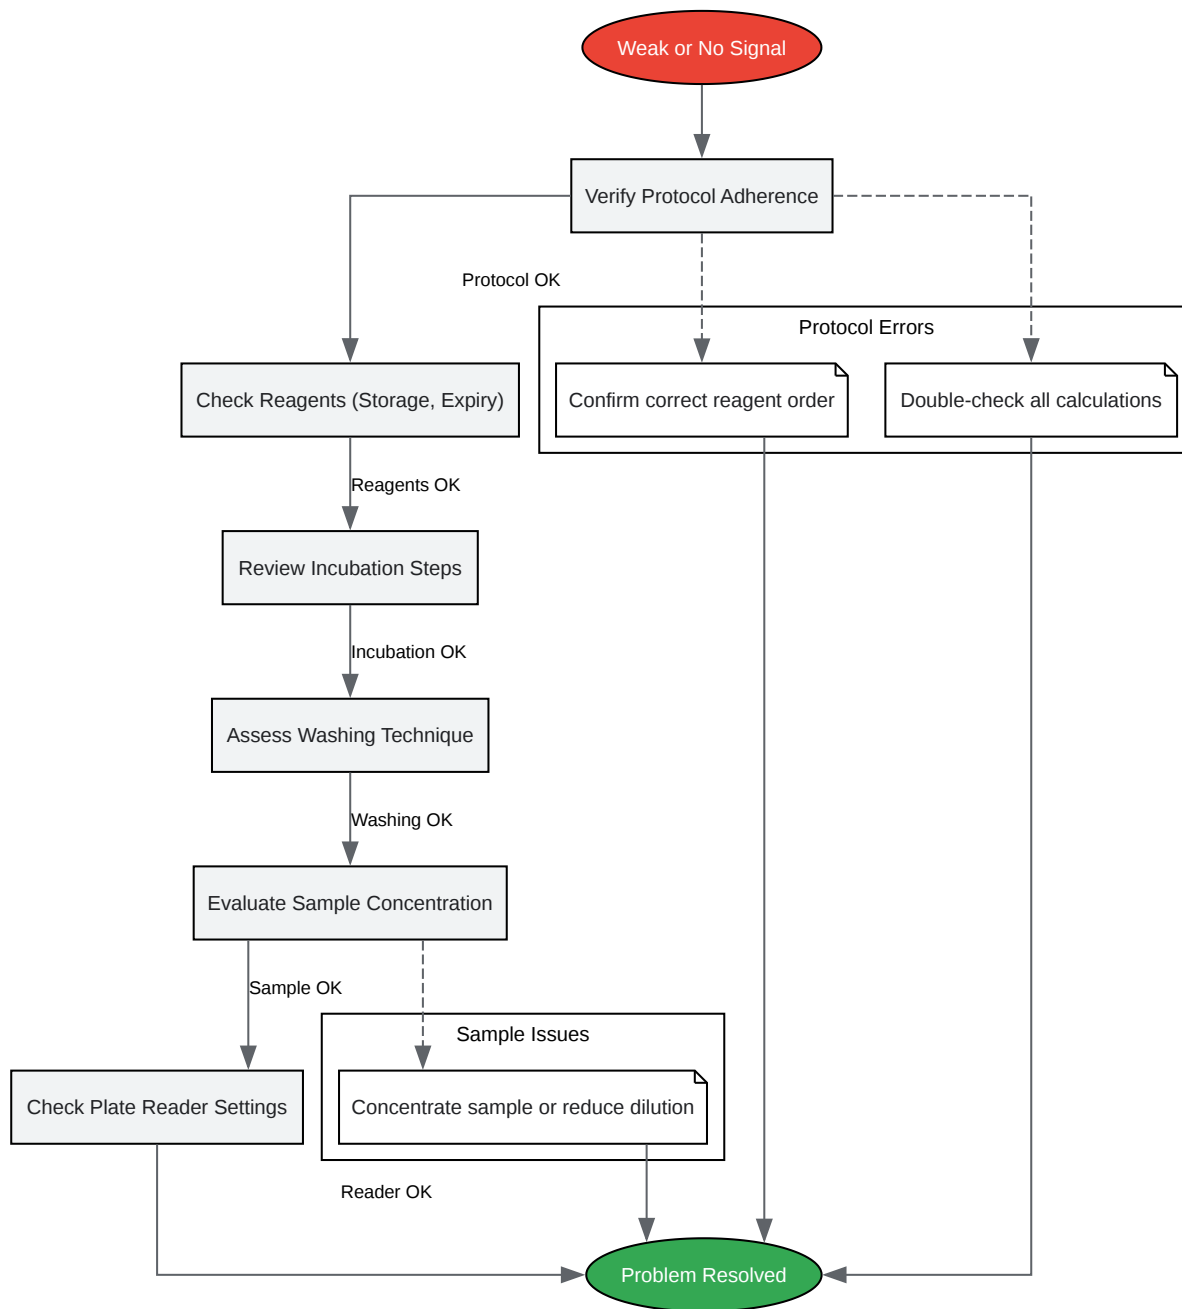 Weak or No Signal
Verify Protocol Adherence
Protocol OK
Protocol Errors
Check Reagents (Storage, Expiry)
Confirm correct reagent order
Double-check all calculations
Reagents OK
Review Incubation Steps
Incubation OK
Assess Washing Technique
Washing OK
Evaluate Sample Concentration
Sample OK
Sample Issues
Check Plate Reader Settings
Concentrate sample or reduce dilution
Reader OK
Problem Resolved